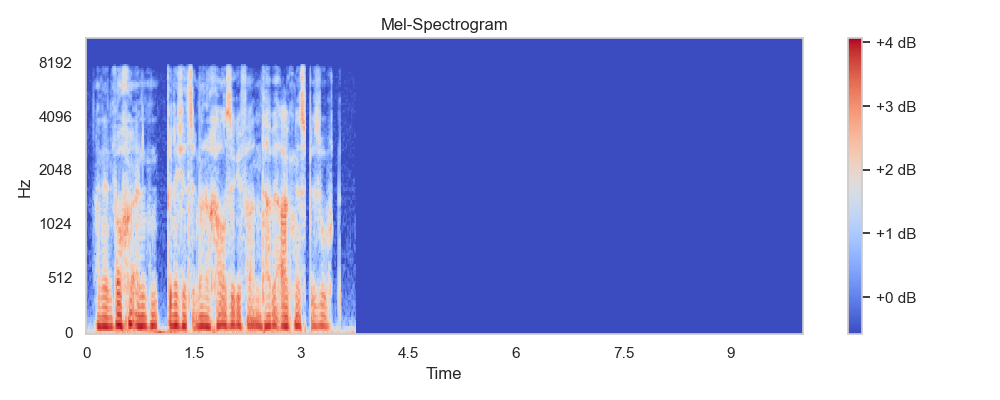 Mel-Spectrogram
8192
4096
2048
1024
512
0
Hz
0 1.5 3 4.5 6 7.5 9
Time
+4 dB
+3 dB
+2 dB
+1 dB
+0 dB